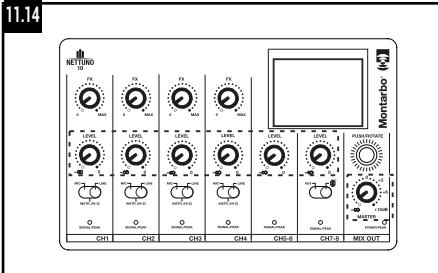 11.14
NETTUNO
10
Montarbo
FX FX FX FX
0 MAX 0 MAX 0 MAX 0 MAX
LEVEL LEVEL LEVEL LEVEL LEVEL LEVEL PUSH/ROTATE
MIC LINE MIC LINE MIC LINE MIC LINE MIC
INSTR. (HI-Z) INSTR. (HI-Z) INSTR. (HI-Z) INSTR. (HI-Z)
+10dB
MASTER
SIGNAL/PEAK SIGNAL/PEAK SIGNAL/PEAK SIGNAL/PEAK SIGNAL/PEAK SIGNAL/PEAK POWER/PEAK
CH1 CH2 CH3 CH4 CH5-6 CH7-8 MIX OUT